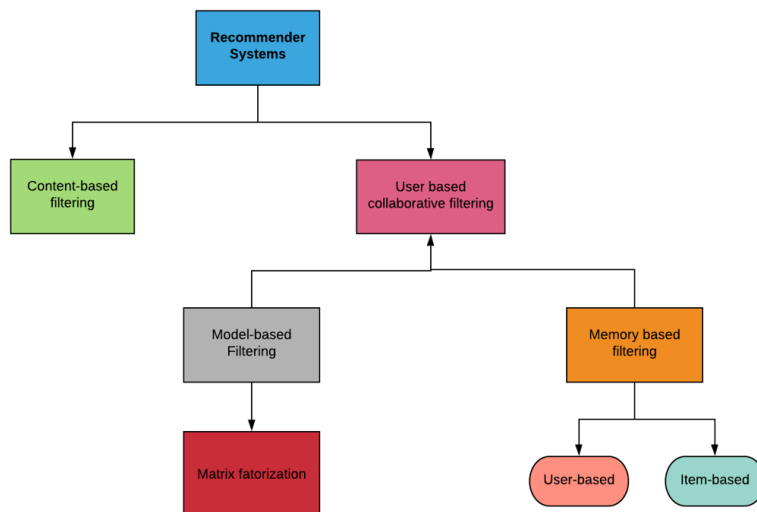 Recommender
Systems
Content-based
filtering
User based
collaborative filtering
Model-based
Filtering
Memory based
filtering
Matrix fatorization
User-based
Item-based